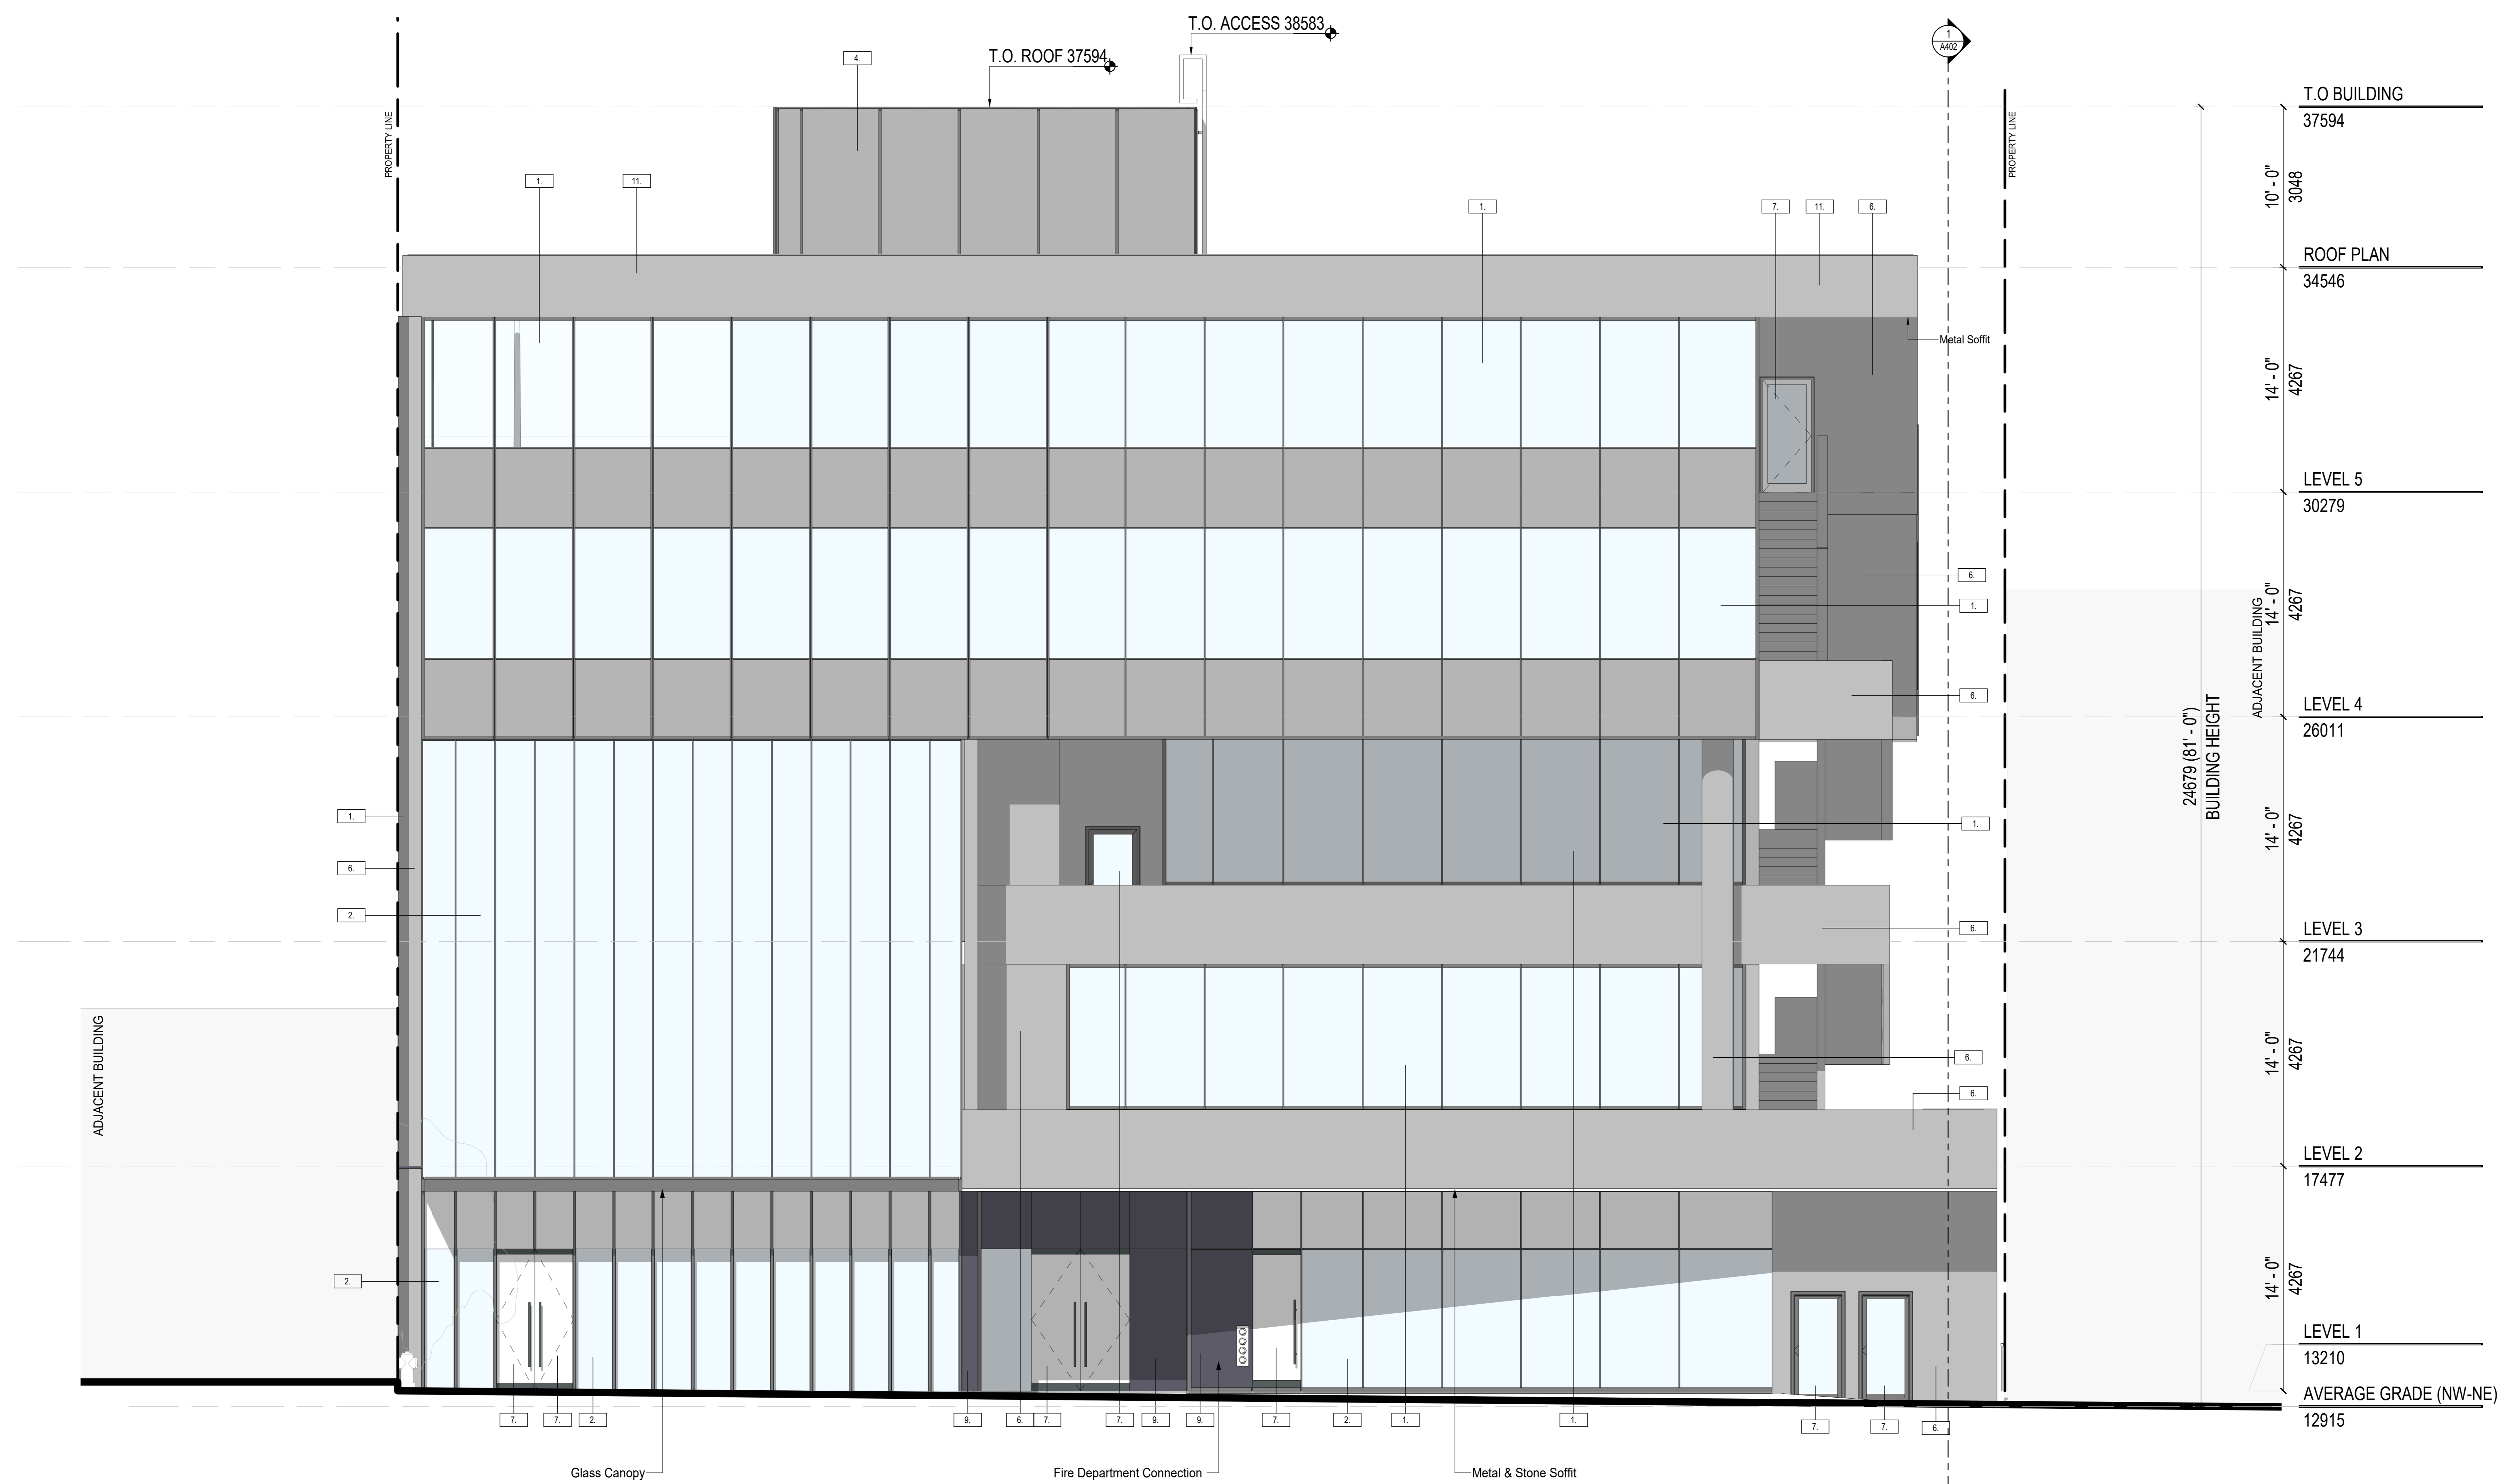 T.O. ACCESS 38583
T.O. ROOF 37594
1
A402
4.
T.O BUILDING
37594
PROPERTY LINE
PROPERTY LINE
10' - 0"
3048
1.
11.
1.
7.
11.
6.
ROOF PLAN
34546
Metal Soffit
14' - 0"
4267
LEVEL 5
30279
6.
1.
14' - 0"
4267
ADJACENT BUILDING
6.
LEVEL 4
26011
24679 (81' - 0")
BUILDING HEIGHT
1.
1.
14' - 0"
4267
6.
2.
6.
LEVEL 3
21744
ADJACENT BUILDING
6.
14' - 0"
4267
6.
LEVEL 2
17477
2.
14' - 0"
4267
LEVEL 1
13210
AVERAGE GRADE (NW-NE)
12915
7.
7.
2.
9.
6.
7.
7.
9.
9.
7.
2.
1.
1.
7.
7.
6.
Glass Canopy
Fire Department Connection
Metal & Stone Soffit